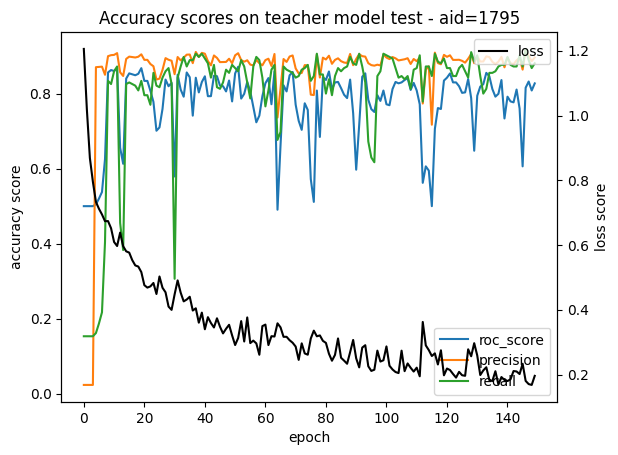 Accuracy scores on teacher model test - aid=1795
loss
accuracy score
0.8
0.6
0.4
0.2
0.0
1.2
1.0
0.8
0.6
0.4
0.2
loss score
roc_score
precision
recall
0
20
40
60
80
100
120
140
epoch